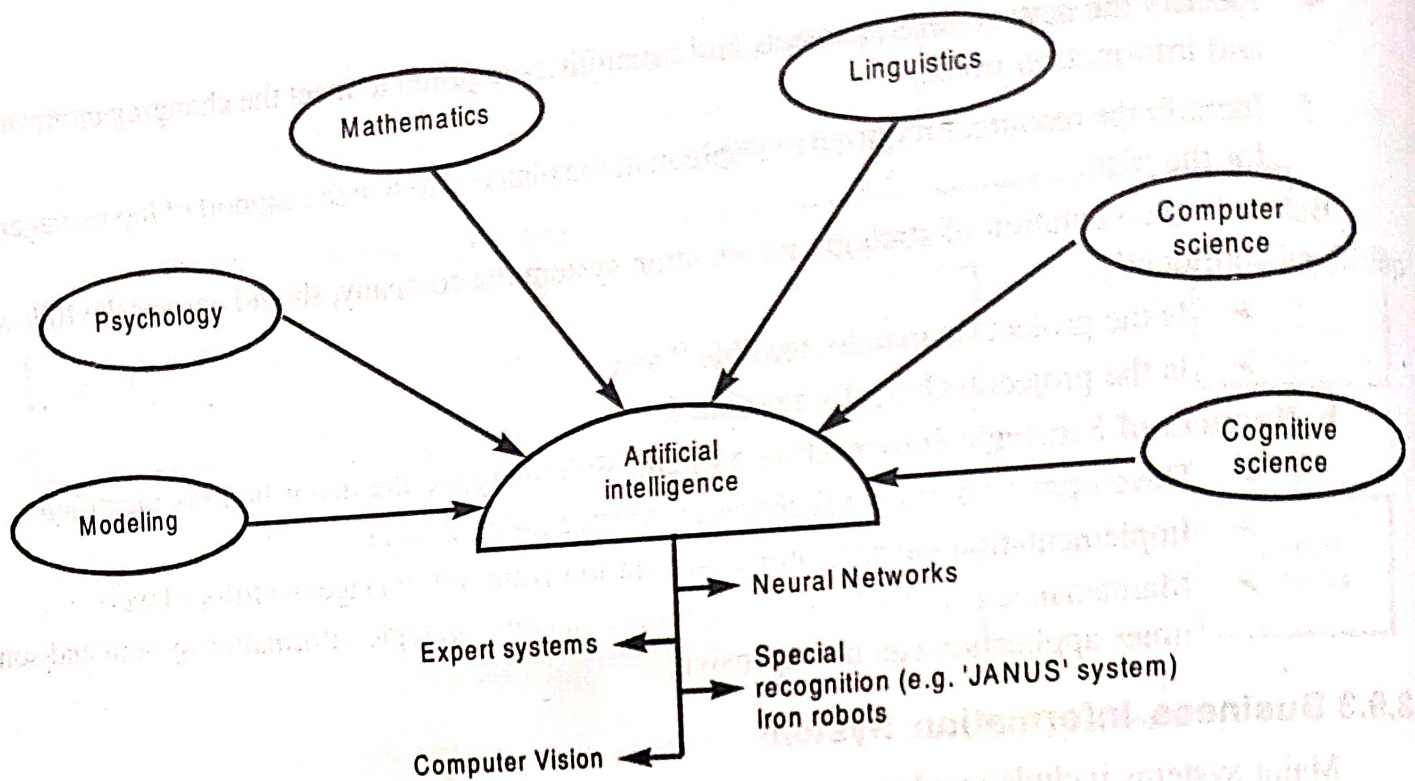 Linguistics
Mathematics
Computer
science
Psychology
Cognitive
science
Artificial
intelligence
Modeling
Neural Networks
Expert systems
Special
recognition (e.g. 'JANUS' system)
Iron robots
Computer Vision